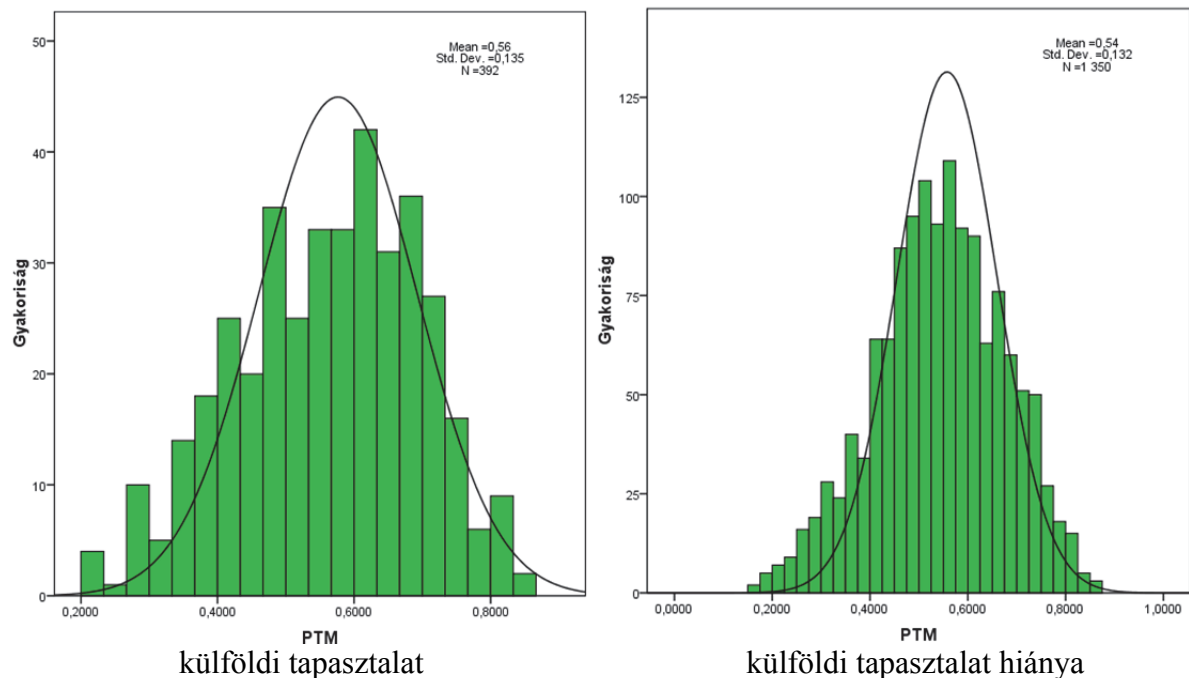 Mean =0,56
Std. Dev. =0,135
N =392
50
40
30
20
10
0
Gyakoriság
0,2000 0,4000 0,6000 0,8000
PTM
külföldi tapasztalat
Mean =0,54
Std. Dev. =0,132
N =1 350
125
100
75
50
25
0
Gyakoriság
0,0000 0,2000 0,4000 0,6000 0,8000 1,0000
PTM
külföldi tapasztalat hiánya